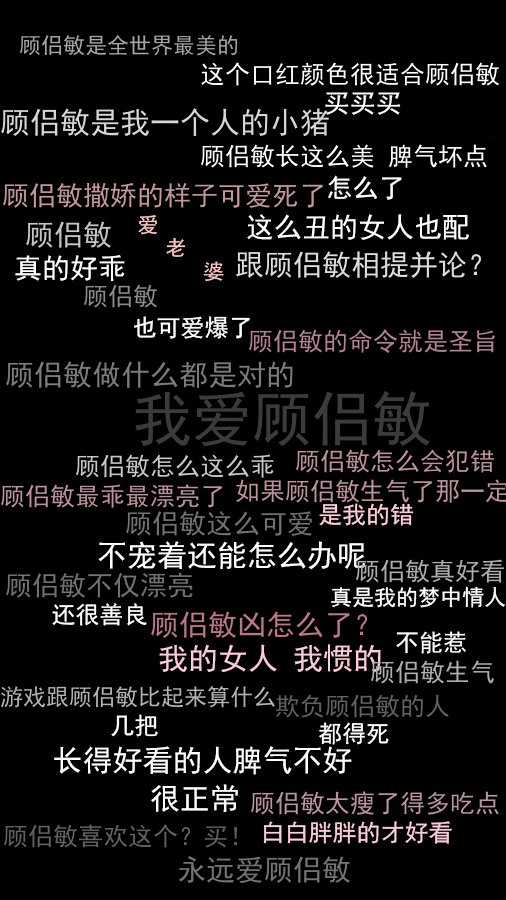 顾侣敏是全世界最美的
这个口红颜色很适合顾侣敏
买买买
顾侣敏是我一个人的小猪
顾侣敏长这么美 脾气坏点
怎么了
顾侣敏撒娇的样子可爱死了
爱
老
婆
顾侣敏
真的好乖
这么丑的女人也配
跟顾侣敏相提并论?
顾侣敏
也可爱爆了
顾侣敏的命令就是圣旨
顾侣敏做什么都是对的
我爱顾侣敏
顾侣敏怎么这么乖
顾侣敏怎么会犯错
顾侣敏最乖最漂亮了
如果顾侣敏生气了那一定
是我的错
顾侣敏这么可爱
不宠着还能怎么办呢
顾侣敏真好看
真是我的梦中情人
顾侣敏不仅漂亮
还很善良
顾侣敏凶怎么了?
我的女人 我惯的
不能惹
顾侣敏生气
游戏跟顾侣敏比起来算什么
几把
欺负顾侣敏的人
都得死
长得好看的人脾气不好
很正常
顾侣敏太瘦了得多吃点
白白胖胖的才好看
顾侣敏喜欢这个?买!
永远爱顾侣敏